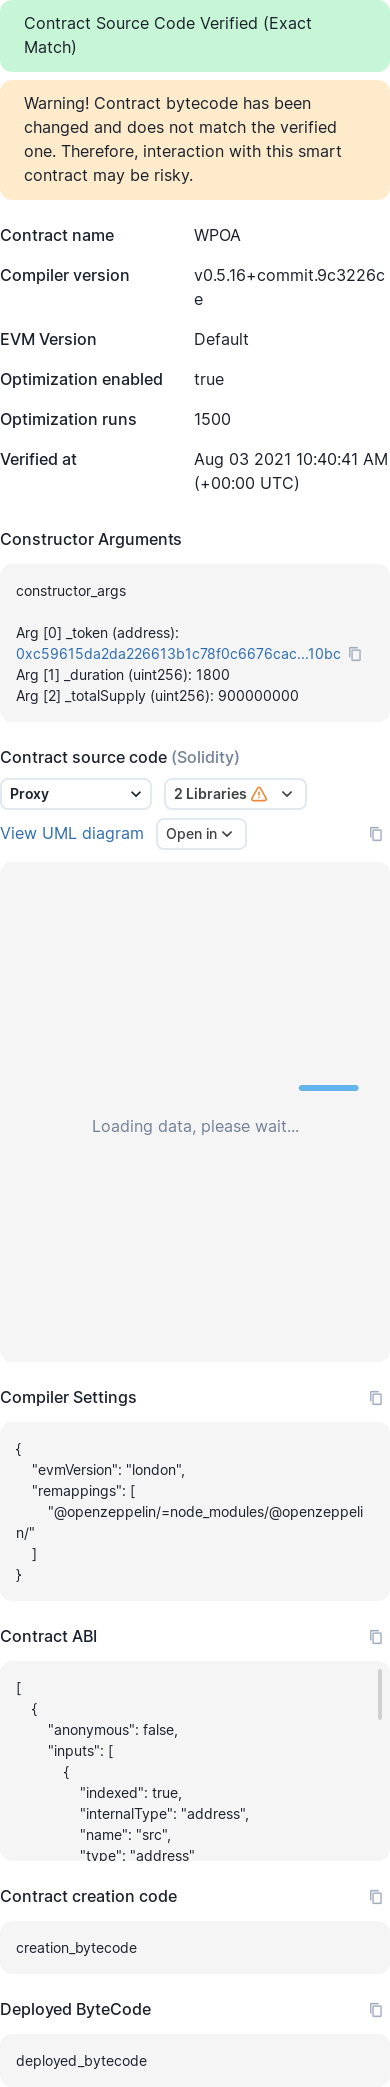 Contract Source Code Verified (Exact
Match)
Warning! Contract bytecode has been
changed and does not match the verified
one. Therefore, interaction with this smart
contract may be risky.
Contract name WPOA
Compiler version v0.5.16+commit.9c3226c
e
EVM Version Default
Optimization enabled true
Optimization runs 1500
Verified at Aug 03 2021 10:40:41 AM
(+00:00 UTC)
Constructor Arguments
constructor_args
Arg [0] _token (address):
0xc59615da2da226613b1c78f0c6676cac...10bc
Arg [1] _duration (uint256): 1800
Arg [2] _totalSupply (uint256): 900000000
Contract source code (Solidity)
Proxy 2 Libraries
View UML diagram Open in
Loading data, please wait...
Compiler Settings
{
"evmVersion": "london",
"remappings": [
"@openzeppelin/=node_modules/@openzeppeli
n/"
]
}
Contract ABI
[
{
"anonymous": false,
"inputs": [
{
"indexed": true,
"internalType": "address",
"name": "src",
"type": "address"
Contract creation code
creation_bytecode
Deployed ByteCode
deployed_bytecode